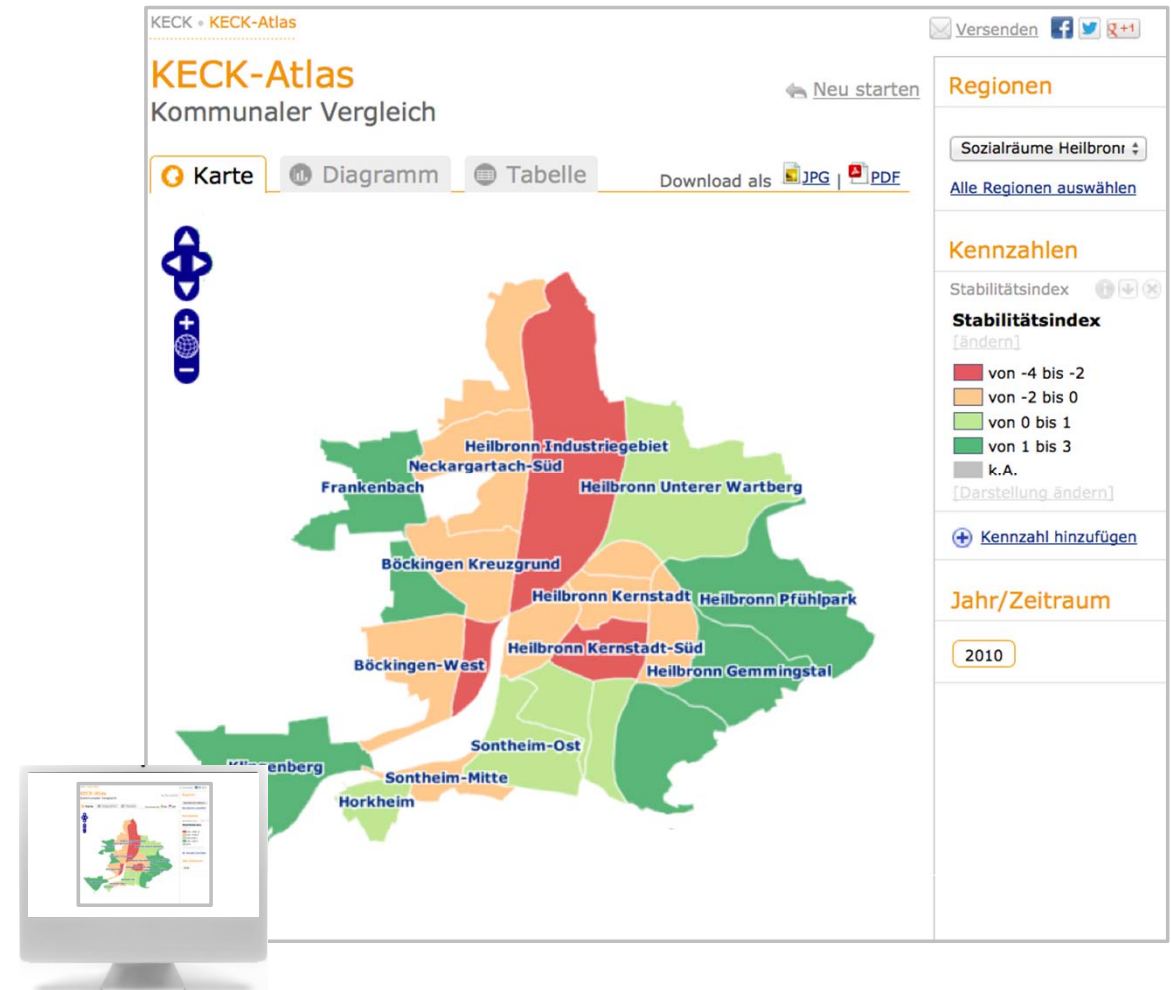 KECK • KECK-Atlas
Versenden
+1
KECK-Atlas
Kommunaler Vergleich
Neu starten
Karte
Diagramm
Tabelle
Download als JPG | PDF
Heilbronn Industriegebiet
Neckargartach-Süd
Frankenbach
Heilbronn Unterer Wartberg
Böckingen Kreuzgrund
Heilbronn Kernstadt
Heilbronn Pfühlpark
Heilbronn Kernstadt-Süd
Böckingen-West
Heilbronn Gemmingstal
Sontheim-Ost
Sontheim-Mitte
Horkheim
Regionen
Sozialräume Heilbronr
Alle Regionen auswählen
Kennzahlen
Stabilitätsindex
Stabilitätsindex
[ändern]
von -4 bis -2
von -2 bis 0
von 0 bis 1
von 1 bis 3
k.A.
[Darstellung ändern]
Kennzahl hinzufügen
Jahr/Zeitraum
2010